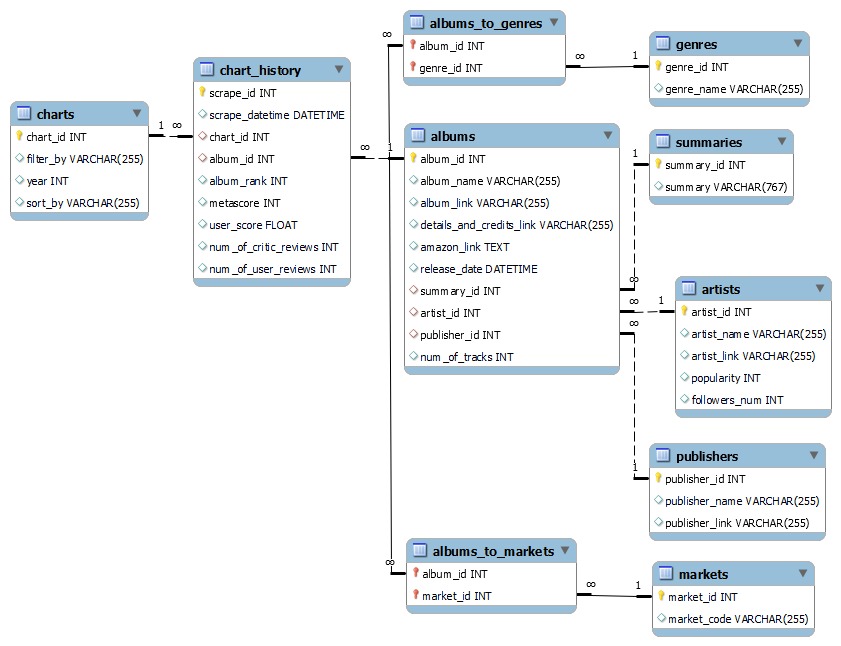 charts
chart_id INT
filter_by VARCHAR(255)
year INT
sort_by VARCHAR(255)
1
∞
chart_history
scrape_id INT
scrape_datetime DATETIME
chart_id INT
album_id INT
album_rank INT
metascore INT
user_score FLOAT
num_of_critic_reviews INT
num_of_user_reviews INT
∞
1
∞
albums_to_genres
album_id INT
genre_id INT
∞
1
genres
genre_id INT
genre_name VARCHAR(255)
albums
album_id INT
album_name VARCHAR(255)
album_link VARCHAR(255)
details_and_credits_link VARCHAR(255)
amazon_link TEXT
release_date DATETIME
summary_id INT
artist_id INT
publisher_id INT
num_of_tracks INT
1
∞
∞
1
∞
1
summaries
summary_id INT
summary VARCHAR(767)
artists
artist_id INT
artist_name VARCHAR(255)
artist_link VARCHAR(255)
popularity INT
followers_num INT
publishers
publisher_id INT
publisher_name VARCHAR(255)
publisher_link VARCHAR(255)
∞
albums_to_markets
album_id INT
market_id INT
∞
1
markets
market_id INT
market_code VARCHAR(255)